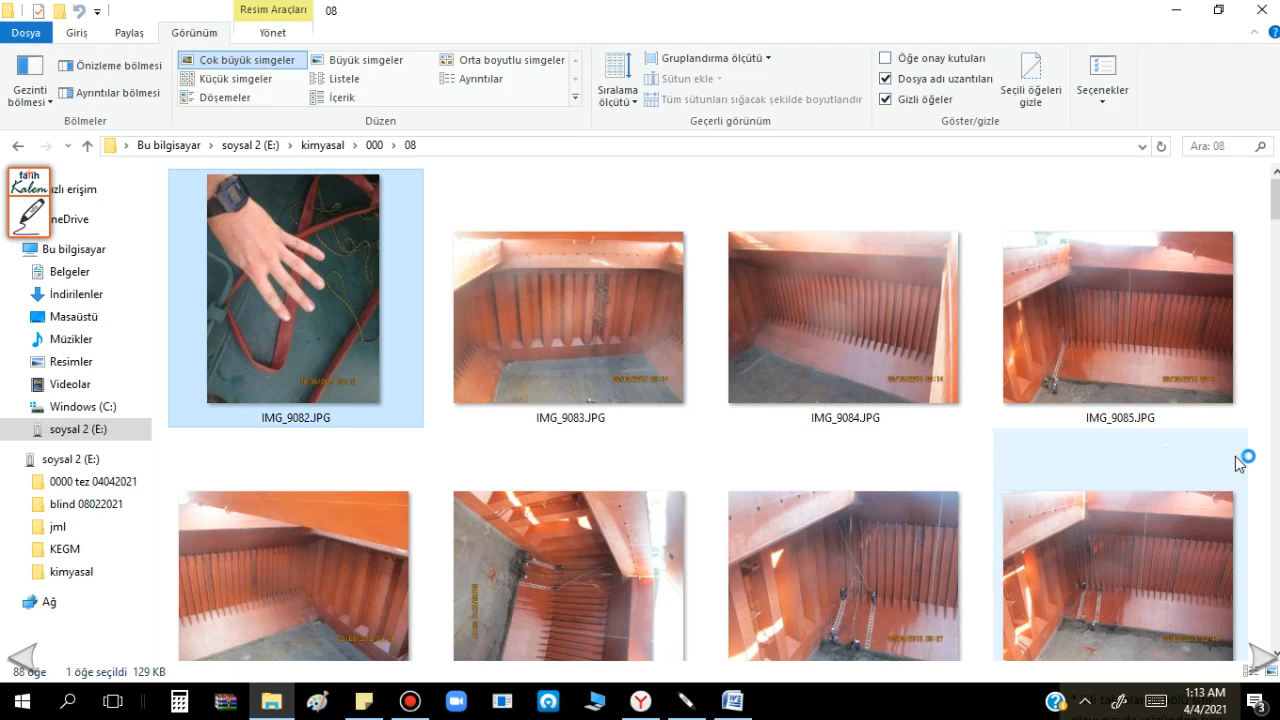 Resim Araçları 08
Dosya Giriş Paylaş Görünüm Yönet
Gezinti bölmesi
Önizleme bölmesi
Ayrıntılar bölmesi
Bölmeler
Çok büyük simgeler Büyük simgeler Orta boyutlu simgeler
Küçük simgeler Listele Ayrıntılar
Döşemeler İçerik
Düzen
Sıralama ölçütü
Gruplandırma ölçütü
Sütun ekle
Tüm sütunları sığacak şekilde boyutlandır
Geçerli görünüm
Öğe onay kutuları
Dosya adı uzantıları
Gizli öğeler
Seçili öğeleri gizle
Göster/gizle
Seçenekler
Bu bilgisayar soysal 2 (E:) kimyasal 000 08
Ara: 08
fatih
Kalem
ızlı erişim
neDrive
Bu bilgisayar
Belgeler
İndirilenler
Masaüstü
Müzikler
Resimler
Videolar
Windows (C:)
soysal 2 (E:)
soysal 2 (E:)
0000 tez 04042021
blind 08022021
jml
KEGM
kimyasal
Ağ
IMG_9082.JPG IMG_9083.JPG IMG_9084.JPG IMG_9085.JPG
88 öğe 1 öğe seçildi 129 KB
1:13 AM
4/4/2021
3